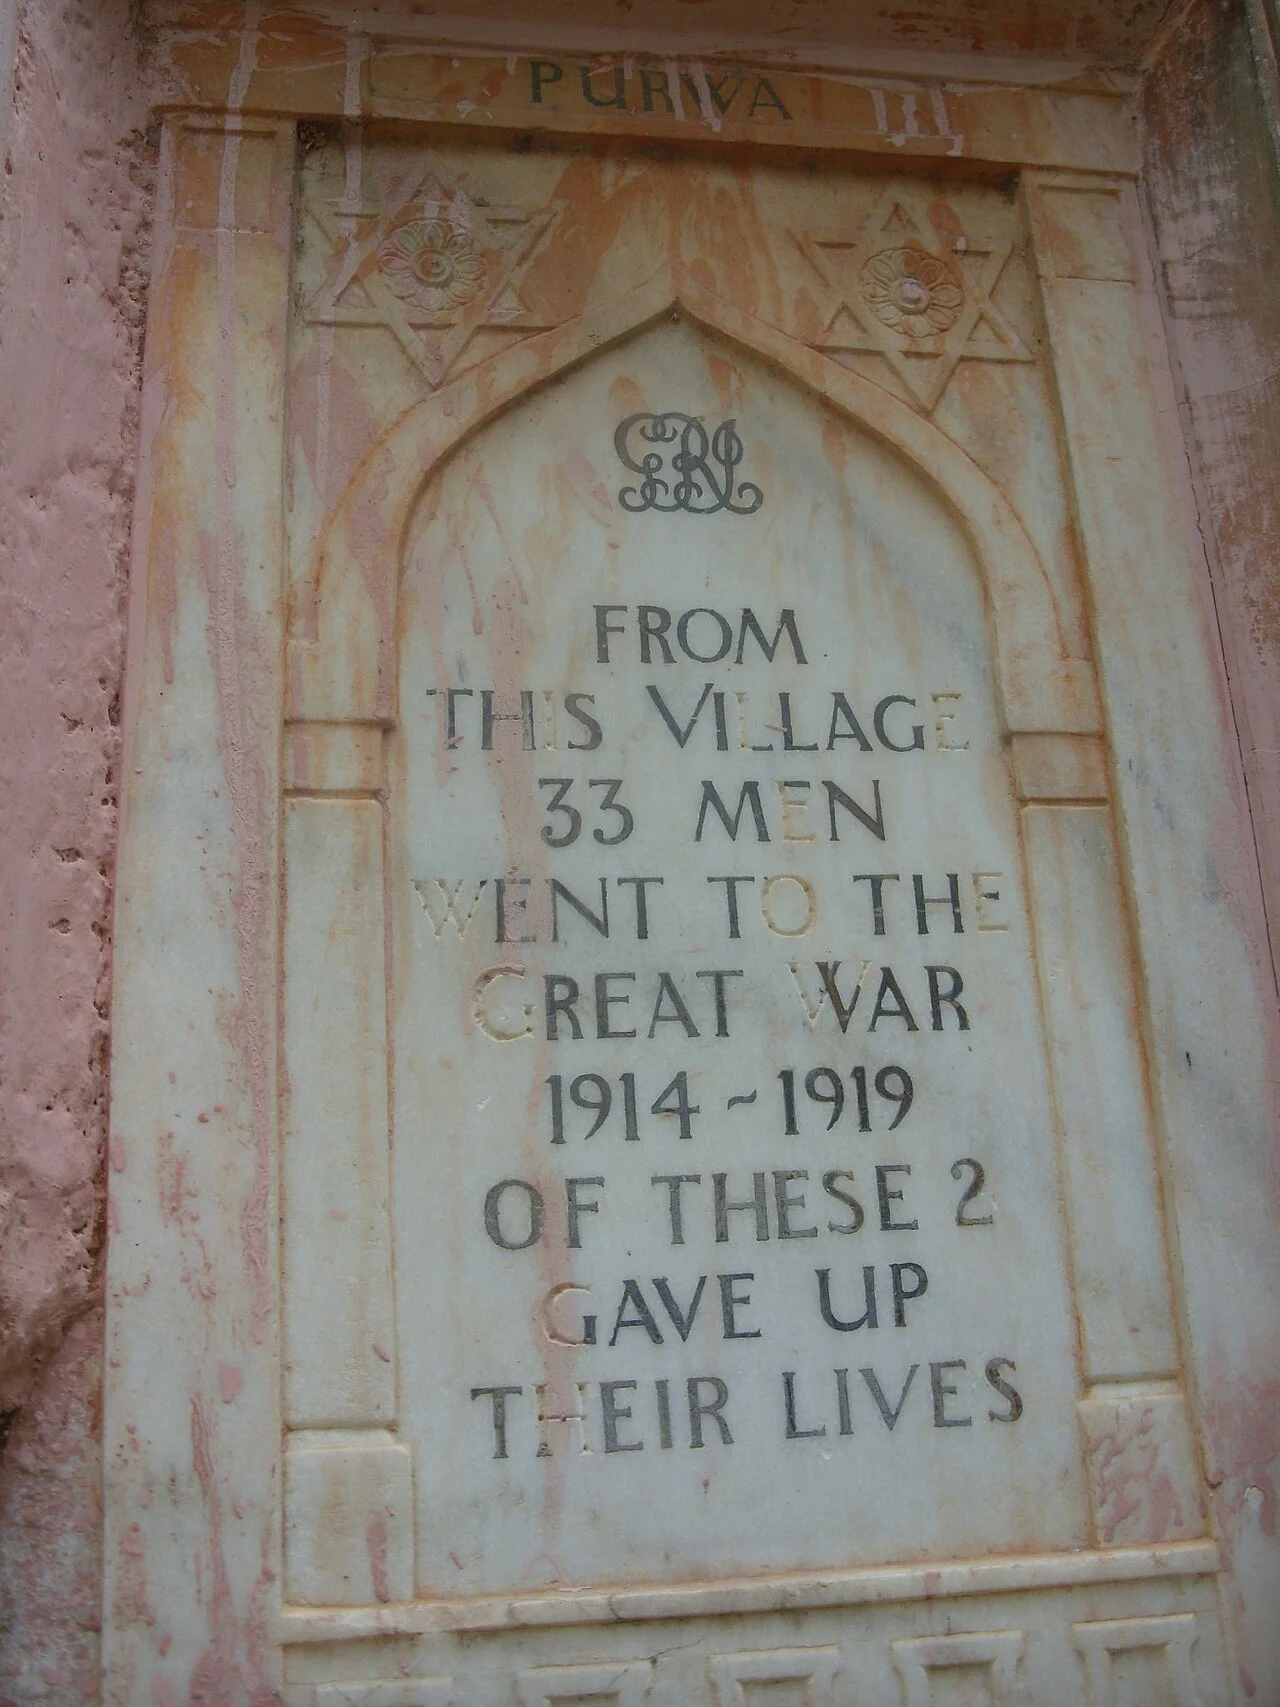 PURWA
GRI
FROM
THIS VILLAGE
33 MEN
WENT TO THE
GREAT WAR
1914 ~ 1919
OF THESE 2
GAVE UP
THEIR LIVES